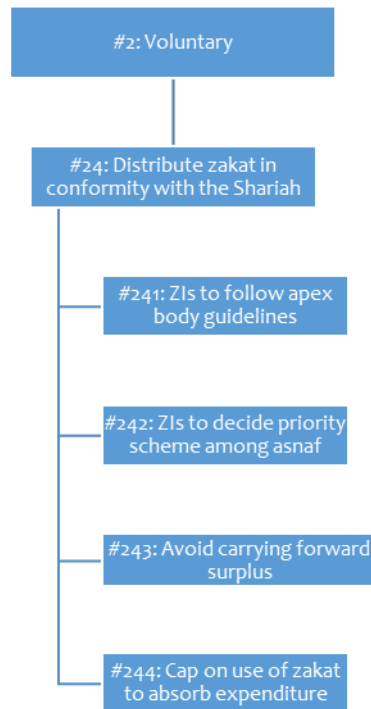 #2: Voluntary
#24: Distribute zakat in
conformity with the Shariah
#241: ZIs to follow apex
body guidelines
#242: ZIs to decide priority
scheme among asnaf
#243: Avoid carrying forward
surplus
#244: Cap on use of zakat
to absorb expenditure